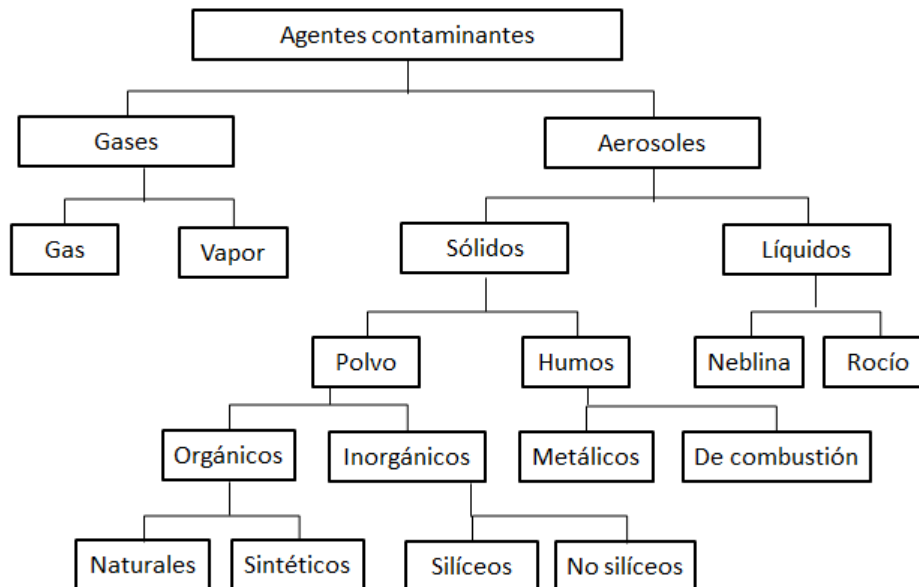 Agentes contaminantes
Gases
Aerosoles
Gas
Vapor
Sólidos
Líquidos
Polvo
Humos
Neblina
Rocío
Orgánicos
Inorgánicos
Metálicos
De combustión
Naturales
Sintéticos
Silíceos
No silíceos